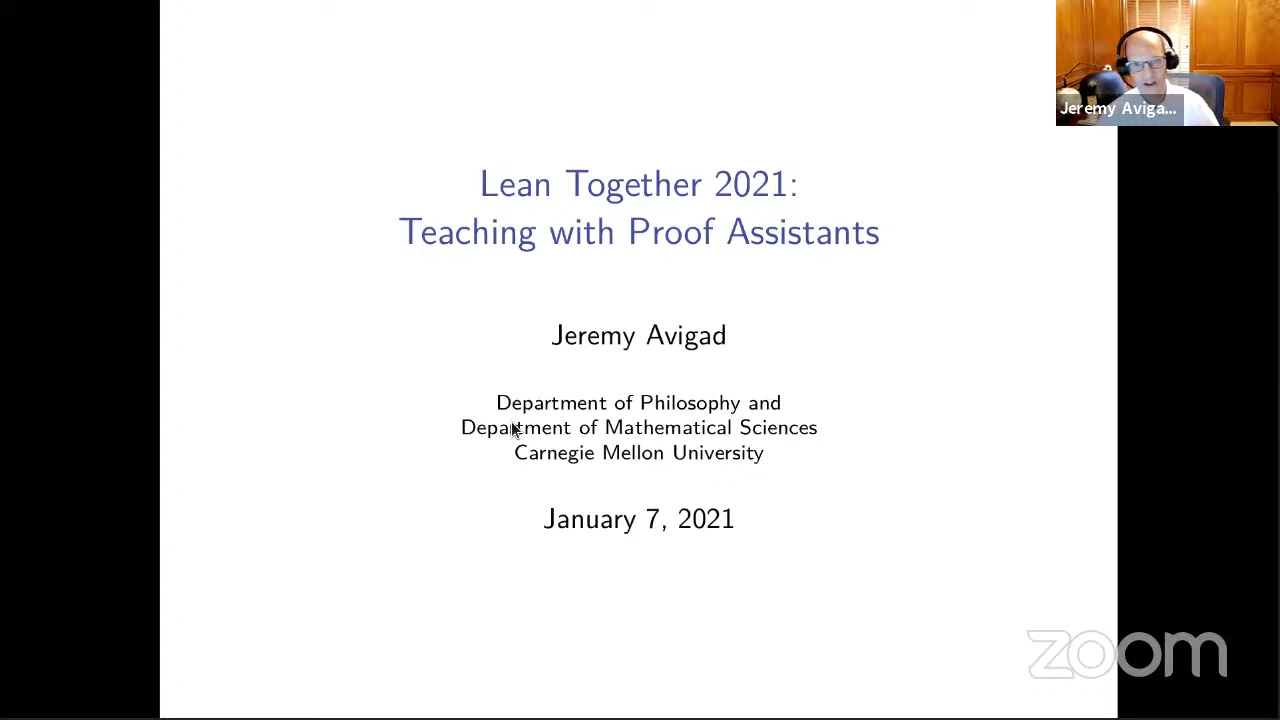 Jeremy Aviga...
Lean Together 2021:
Teaching with Proof Assistants
Jeremy Avigad
Department of Philosophy and
Department of Mathematical Sciences
Carnegie Mellon University
January 7, 2021
zoom